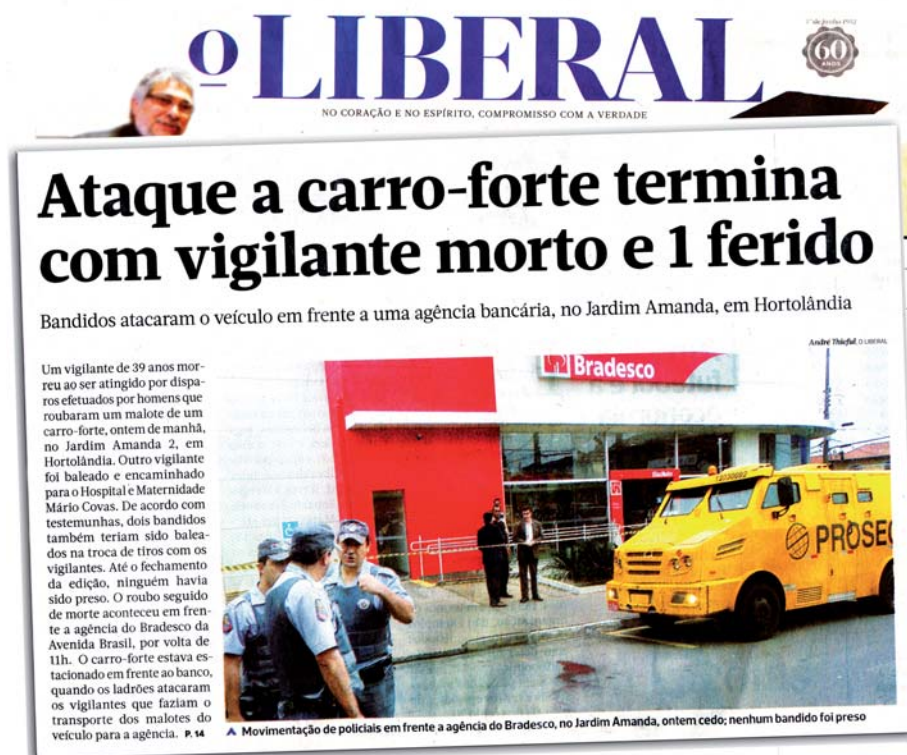 O LIBERAL
1º de junho 1952
60
ANOS
NO CORAÇÃO E NO ESPÍRITO, COMPROMISSO COM A VERDADE
Ataque a carro-forte termina
com vigilante morto e 1 ferido
Bandidos atacaram o veículo em frente a uma agência bancária, no Jardim Amanda, em Hortolândia
André Thieful, O LIBERAL
Um vigilante de 39 anos mor-
reu ao ser atingido por dispa-
ros efetuados por homens que
roubaram um malote de um
carro-forte, ontem de manhã,
no Jardim Amanda 2, em
Hortolândia. Outro vigilante
foi baleado e encaminhado
para o Hospital e Maternidade
Mário Covas. De acordo com
testemunhas, dois bandidos
também teriam sido balea-
dos na troca de tiros com os
vigilantes. Até o fechamento
da edição, ninguém havia
sido preso. O roubo seguido
de morte aconteceu em fren-
te a agência do Bradesco da
Avenida Brasil, por volta de
11h. O carro-forte estava es-
tacionado em frente ao banco,
quando os ladrões atacaram
os vigilantes que faziam o
transporte dos malotes do
veículo para a agência. P. 14
Bradesco
PROSEG
Movimentação de policiais em frente a agência do Bradesco, no Jardim Amanda, ontem cedo; nenhum bandido foi preso